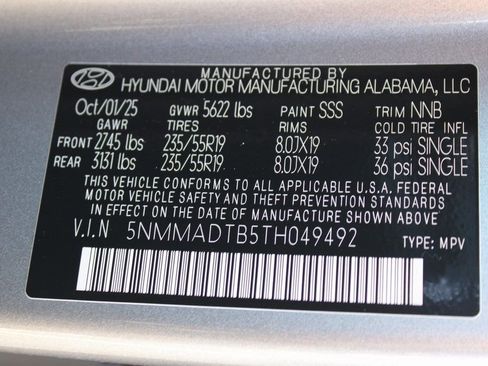 MANUFACTURED BY
HYUNDAI MOTOR MANUFACTURING ALABAMA, LLC
Oct/01/25 GVWR 5622 lbs PAINT SSS TRIM NNB
GAWR TIRES RIMS COLD TIRE INFL
FRONT 2745 lbs 235/55R19 8.0JX19 33 psi SINGLE
REAR 3131 lbs 235/55R19 8.0JX19 36 psi SINGLE
THIS VEHICLE CONFORMS TO ALL APPLICABLE U.S.A. FEDERAL
MOTOR VEHICLE SAFETY AND THEFT PREVENTION STANDARDS
IN EFFECT ON THE DATE OF MANUFACTURE SHOWN ABOVE.
V.I.N 5NMMADTB5TH049492 TYPE: MPV